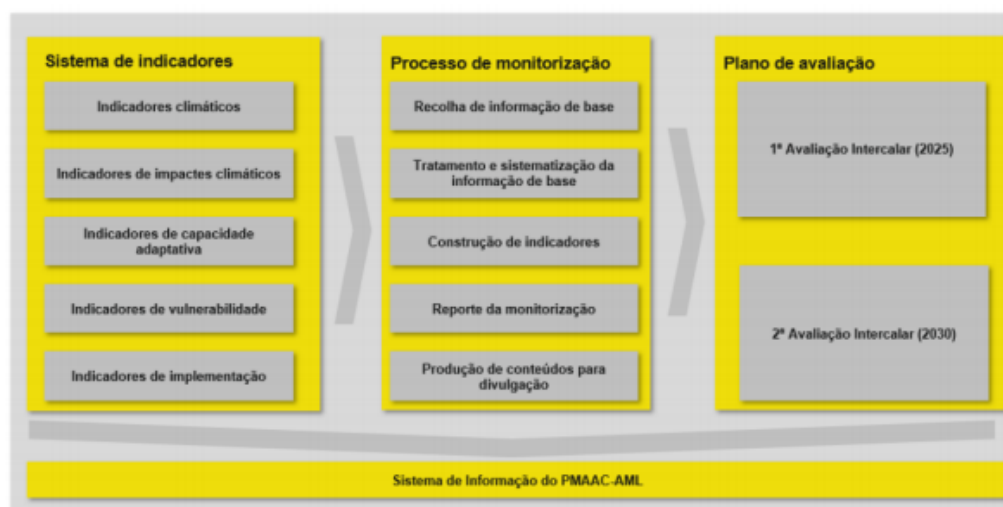 Sistema de indicadores
Indicadores climáticos
Indicadores de impactes climáticos
Indicadores de capacidade
adaptativa
Indicadores de vulnerabilidade
Indicadores de implementação
Processo de monitorização
Recolha de informação de base
Tratamento e sistematização da
informação de base
Construção de indicadores
Reporte da monitorização
Produção de conteúdos para
divulgação
Plano de avaliação
1ª Avaliação Intercalar (2025)
2ª Avaliação Intercalar (2030)
Sistema de Informação do PMAAC-AML